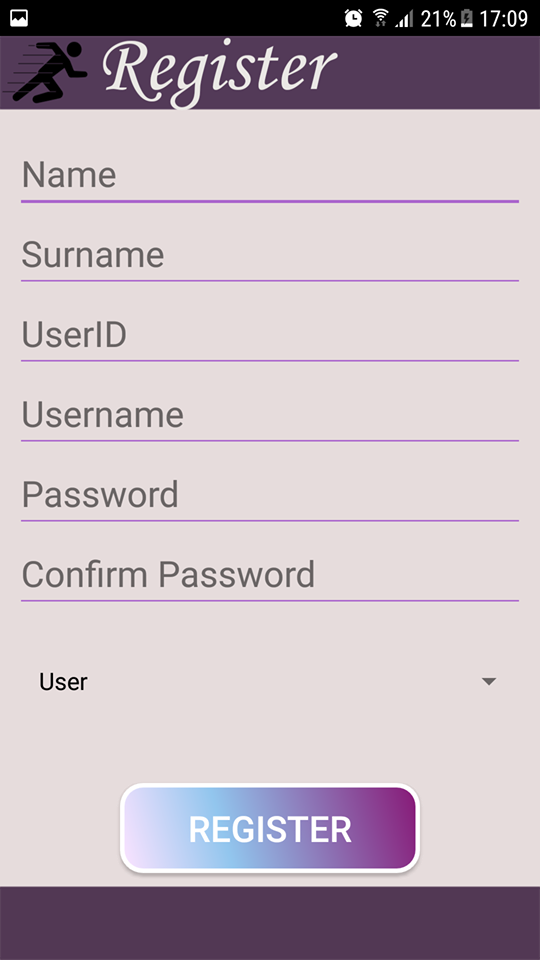 21% 17:09
Register
Name
Surname
UserID
Username
Password
Confirm Password
User
REGISTER